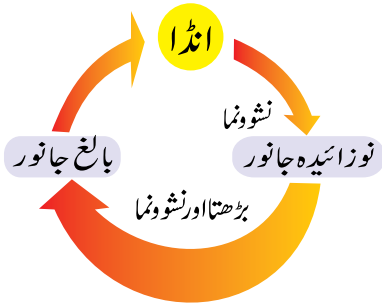 انڈا
نشوونما
نوزائیدہ جانور
بڑھتا اور نشوونما
بالغ جانور